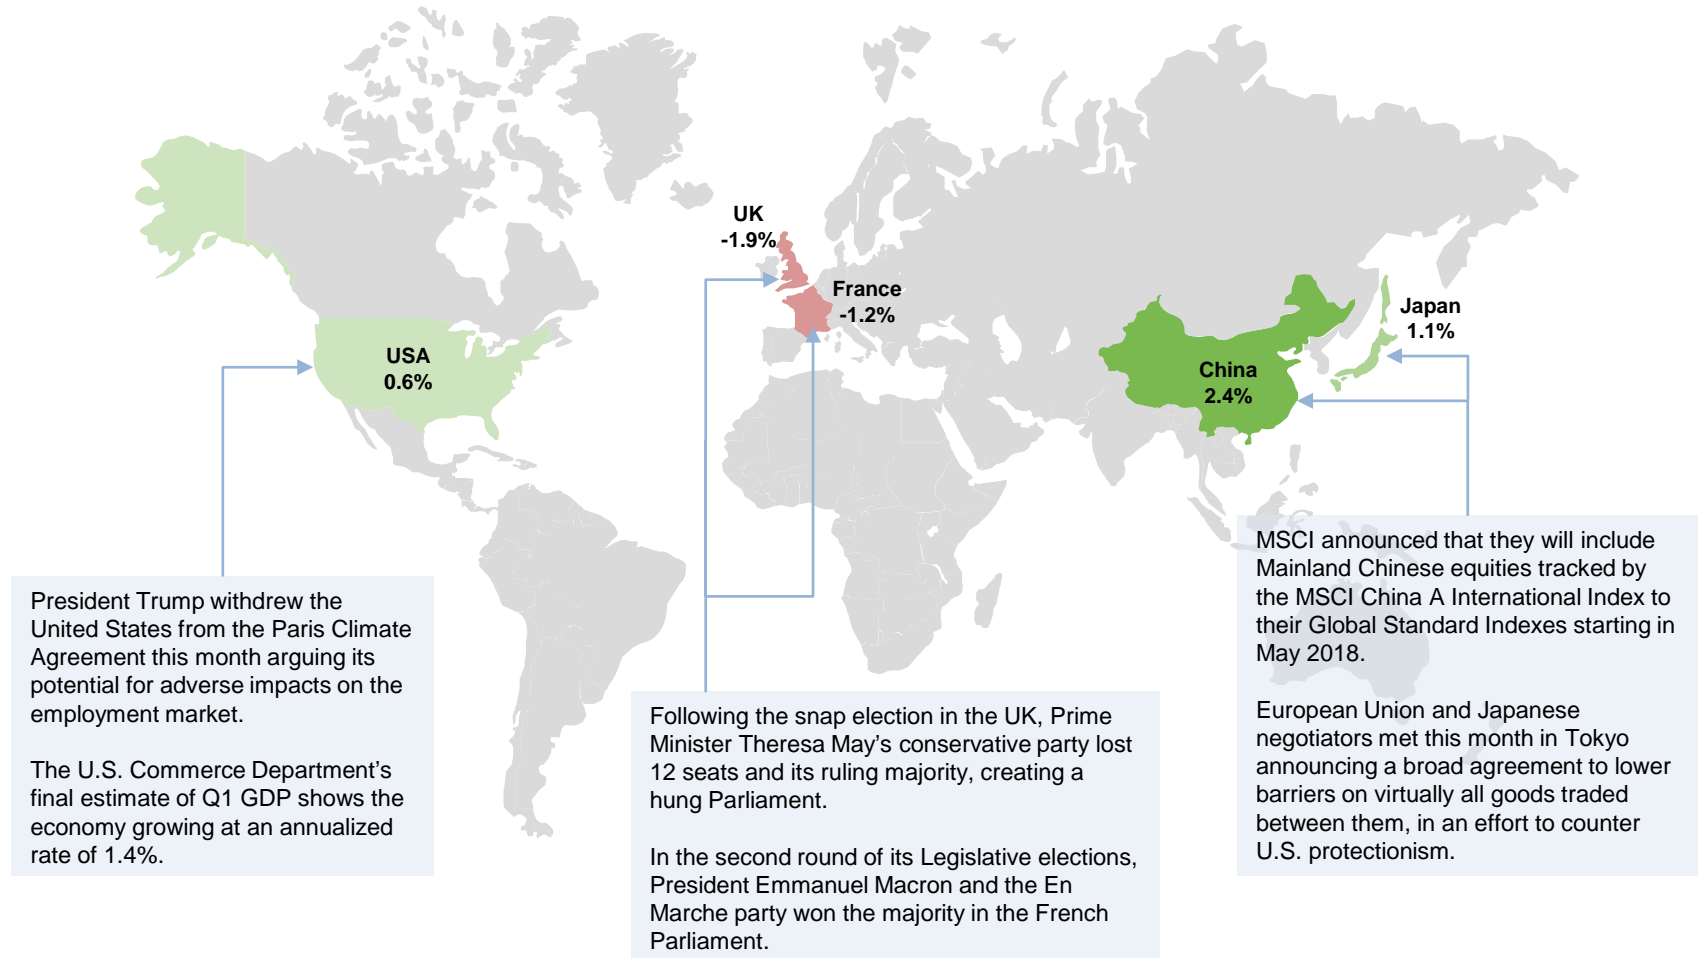 UK
-1.9%
France
-1.2%
Japan
1.1%
USA
0.6%
China
2.4%
President Trump withdrew the
United States from the Paris Climate
Agreement this month arguing its
potential for adverse impacts on the
employment market.
The U.S. Commerce Department’s
final estimate of Q1 GDP shows the
economy growing at an annualized
rate of 1.4%.
Following the snap election in the UK, Prime
Minister Theresa May’s conservative party lost
12 seats and its ruling majority, creating a
hung Parliament.
In the second round of its Legislative elections,
President Emmanuel Macron and the En
Marche party won the majority in the French
Parliament.
MSCI announced that they will include
Mainland Chinese equities tracked by
the MSCI China A International Index to
their Global Standard Indexes starting in
May 2018.
European Union and Japanese
negotiators met this month in Tokyo
announcing a broad agreement to lower
barriers on virtually all goods traded
between them, in an effort to counter
U.S. protectionism.